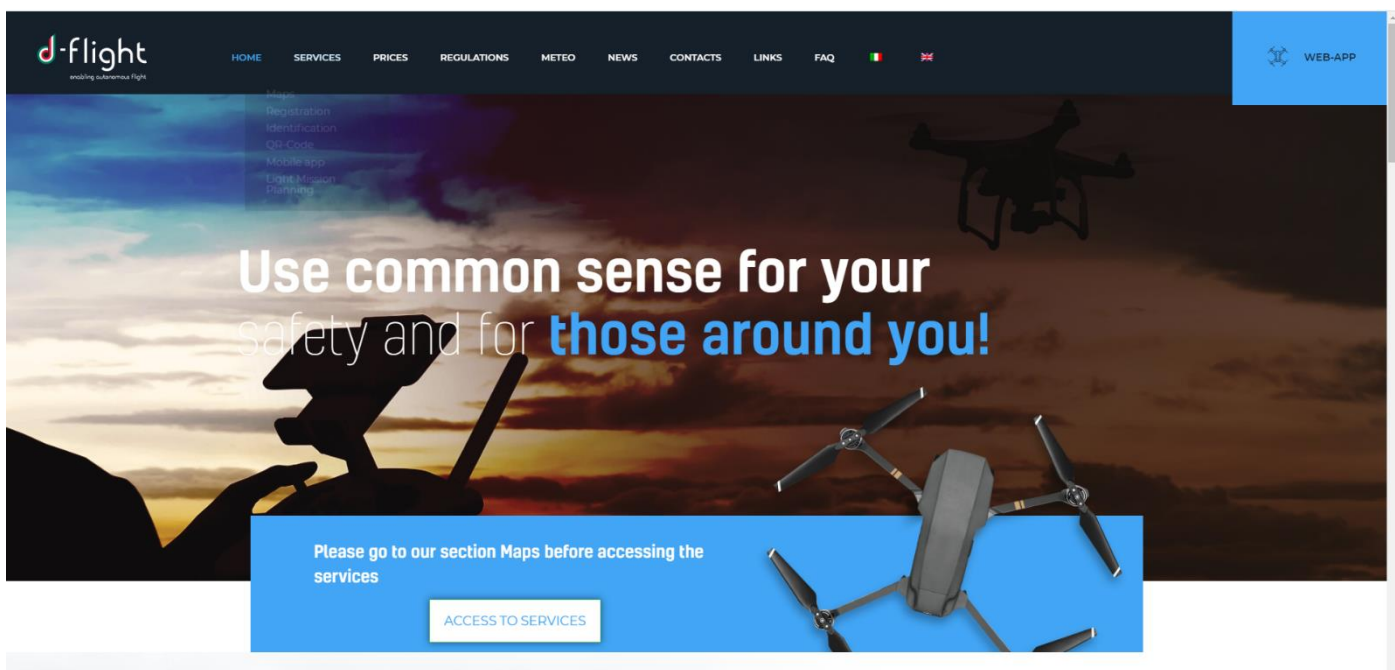 d-flight
enabling autonomous flight
HOME SERVICES PRICES REGULATIONS METEO NEWS CONTACTS LINKS FAQ
WEB-APP
Maps
Registration
Identification
QR-Code
Mobile app
Light Mission
Planning
Use common sense for your
safety and for those around you!
Please go to our section Maps before accessing the
services
ACCESS TO SERVICES